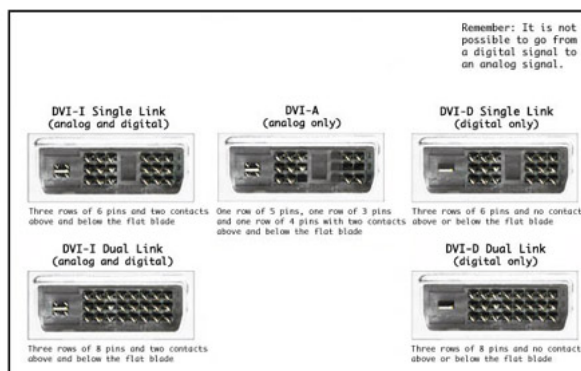 Remember: It is not
possible to go from
a digital signal to
an analog signal.
DVI-I Single Link
(analog and digital)
Three rows of 6 pins and two contacts
above and below the flat blade
DVI-A
(analog only)
One row of 5 pins, one row of 3 pins
and one row of 4 pins with two contacts
above and below the flat blade
DVI-D Single Link
(digital only)
Three rows of 6 pins and no contact
above or below the flat blade
DVI-I Dual Link
(analog and digital)
Three rows of 8 pins and two contacts
above and below the flat blade
DVI-D Dual Link
(digital only)
Three rows of 8 pins and no contact
above or below the flat blade